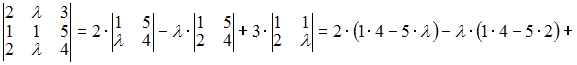 |2 λ 3; 1 1 5; 2 λ 4| = 2·|1 5; λ 4| − λ·|1 5; 2 4| + 3·|1 1; 2 λ| = 2·(1·4−5·λ)−λ·(1·4−5·2)+